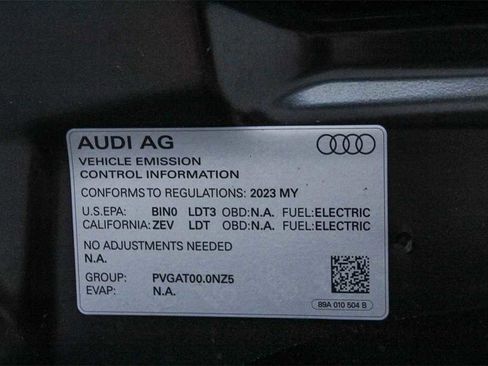 AUDI AG
VEHICLE EMISSION
CONTROL INFORMATION
CONFORMS TO REGULATIONS: 2023 MY
U.S.EPA: BIN0 LDT3 OBD:N.A. FUEL:ELECTRIC
CALIFORNIA: ZEV LDT OBD:N.A. FUEL:ELECTRIC
NO ADJUSTMENTS NEEDED
N.A.
GROUP: PVGAT00.0NZ5
EVAP: N.A.
89A 010 504 B